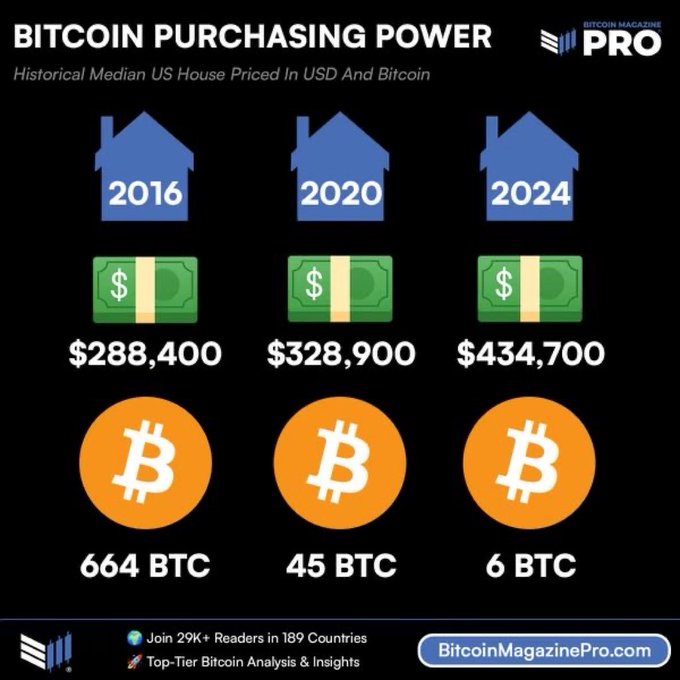 BITCOIN PURCHASING POWER
BITCOIN MAGAZINE
PRO
Historical Median US House Priced In USD And Bitcoin
2016
2020
2024
$
$
$
$288,400
$328,900
$434,700
₿
₿
₿
664 BTC
45 BTC
6 BTC
Join 29K+ Readers in 189 Countries
Top-Tier Bitcoin Analysis & Insights
BitcoinMagazinePro.com